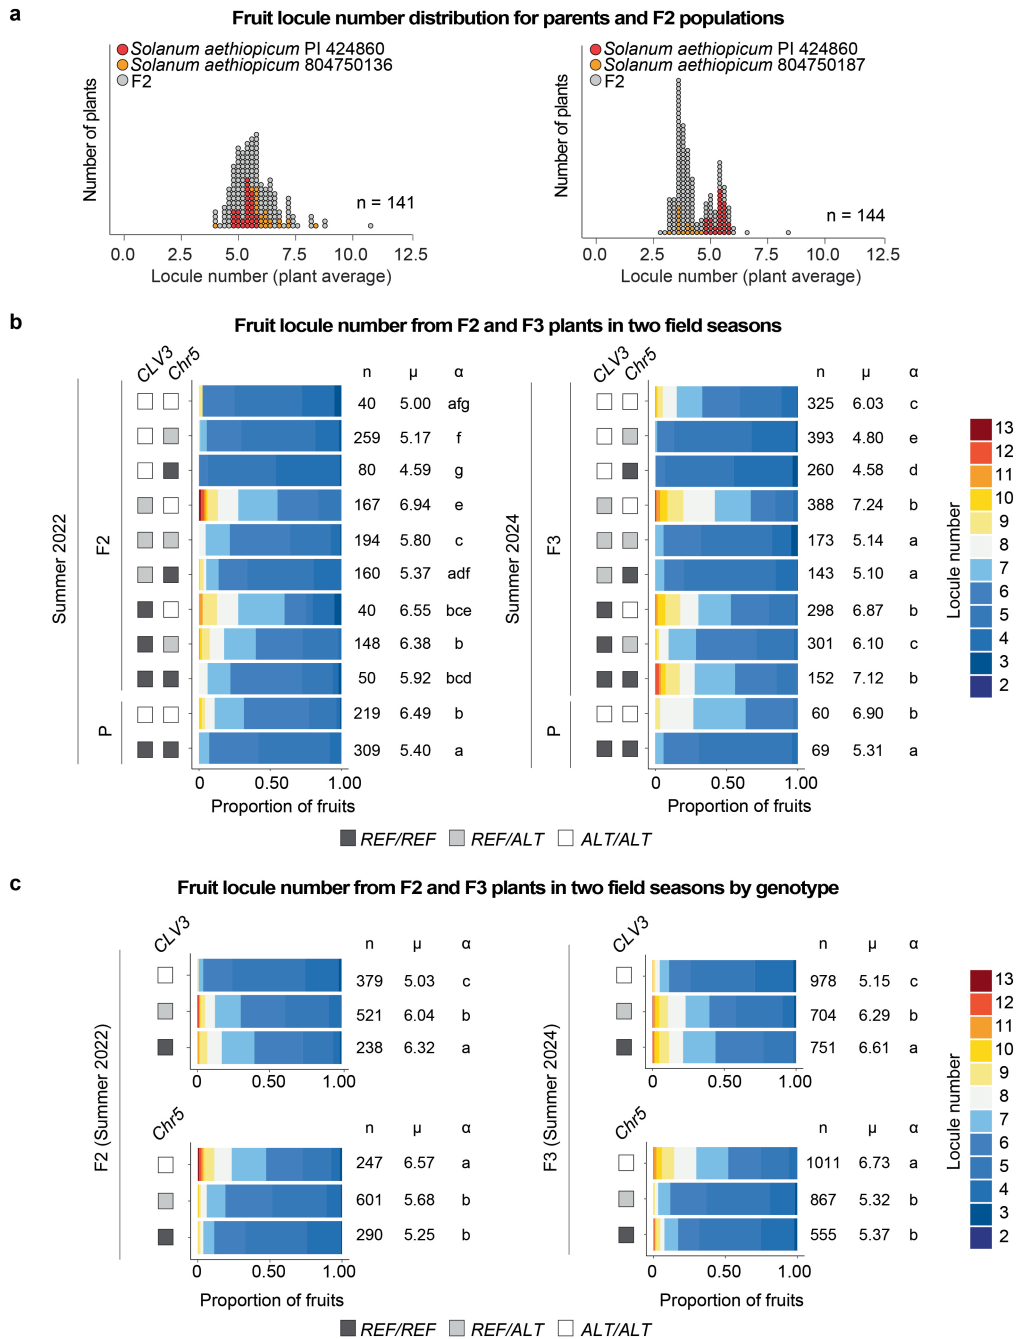 a
Fruit locule number distribution for parents and F2 populations
Number of plants
Solanum aethiopicum PI 424860
Solanum aethiopicum 804750136
F2
n = 141
0.0 2.5 5.0 7.5 10.0 12.5
Locule number (plant average)
Number of plants
Solanum aethiopicum PI 424860
Solanum aethiopicum 804750187
F2
n = 144
0.0 2.5 5.0 7.5 10.0 12.5
Locule number (plant average)
b
Fruit locule number from F2 and F3 plants in two field seasons
Summer 2022
F2
P
CLV3 Chr5 n μ α
40 5.00 afg
259 5.17 f
80 4.59 g
167 6.94 e
194 5.80 c
160 5.37 adf
40 6.55 bce
148 6.38 b
50 5.92 bcd
219 6.49 b
309 5.40 a
0 0.50 1.00
Proportion of fruits
Summer 2024
F3
P
CLV3 Chr5 n μ α
325 6.03 c
393 4.80 e
260 4.58 d
388 7.24 b
173 5.14 a
143 5.10 a
298 6.87 b
301 6.10 c
152 7.12 b
60 6.90 b
69 5.31 a
0 0.50 1.00
Proportion of fruits
Locule number
13
12
11
10
9
8
7
6
5
4
3
2
REF/REF REF/ALT ALT/ALT
c
Fruit locule number from F2 and F3 plants in two field seasons by genotype
F2 (Summer 2022)
CLV3 n μ α
379 5.03 c
521 6.04 b
238 6.32 a
0 0.50 1.00
Chr5 n μ α
247 6.57 a
601 5.68 b
290 5.25 b
0 0.50 1.00
Proportion of fruits
F3 (Summer 2024)
CLV3 n μ α
978 5.15 c
704 6.29 b
751 6.61 a
0 0.50 1.00
Chr5 n μ α
1011 6.73 a
867 5.32 b
555 5.37 b
0 0.50 1.00
Proportion of fruits
Locule number
13
12
11
10
9
8
7
6
5
4
3
2
REF/REF REF/ALT ALT/ALT